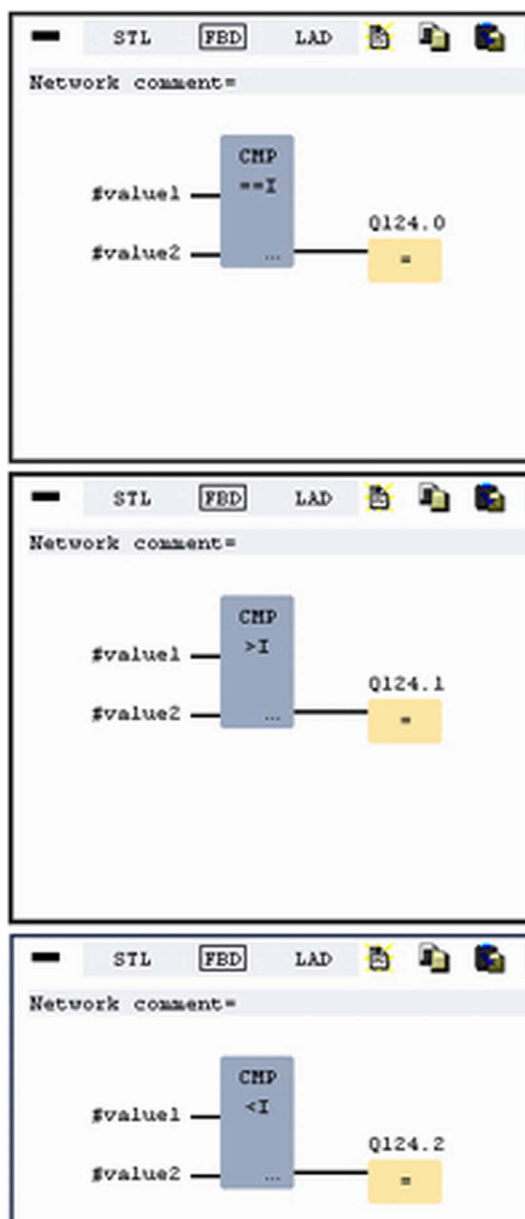 STL FBD LAD
Network comment=
CMP
==I
#value1
Q124.0
#value2
...
=
STL FBD LAD
Network comment=
CMP
>I
#value1
Q124.1
#value2
...
=
STL FBD LAD
Network comment=
CMP
<I
#value1
Q124.2
#value2
...
=